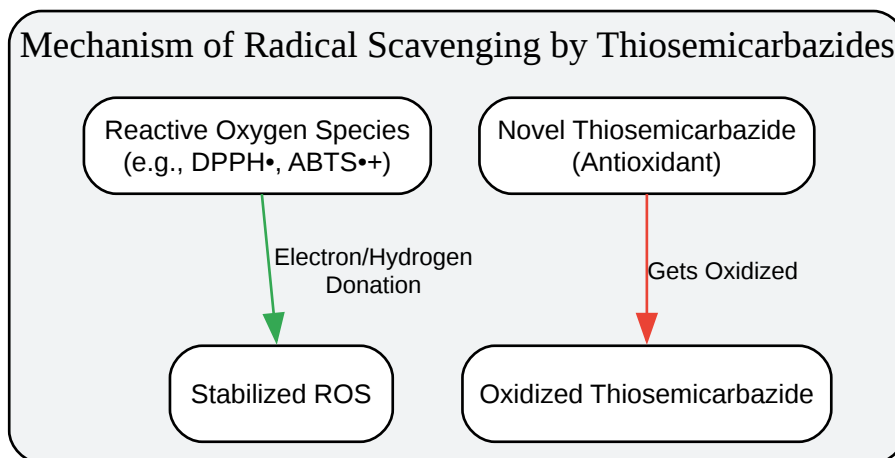 Mechanism of Radical Scavenging by Thiosemicarbazides
Reactive Oxygen Species
(e.g., DPPH•, ABTS•+)
Novel Thiosemicarbazide
(Antioxidant)
Electron/Hydrogen
Donation
Gets Oxidized
Stabilized ROS
Oxidized Thiosemicarbazide